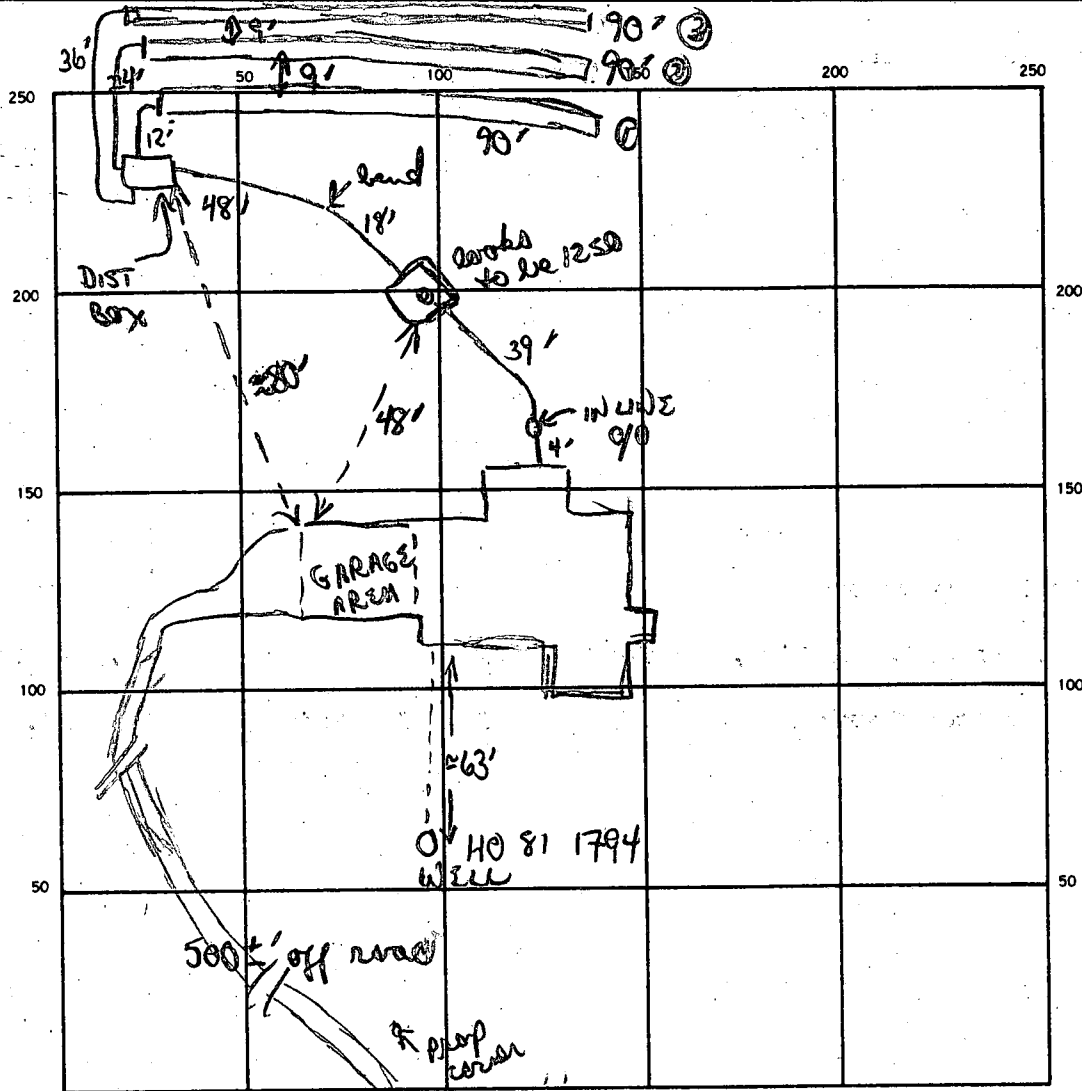 90' ③
36'
9'
24'
90' ②
50 100 150 200 250
9'
250
12'
90' ①
bend
48'
18'
looks
to be 1250
DIST
BOX
200 200
39'
≈80'
48'
IN LINE
C/O
4'
150 150
GARAGE
AREA
100 100
≈63'
HO 81 1794
WELL
50 50
500 ±' off road
prop
corner